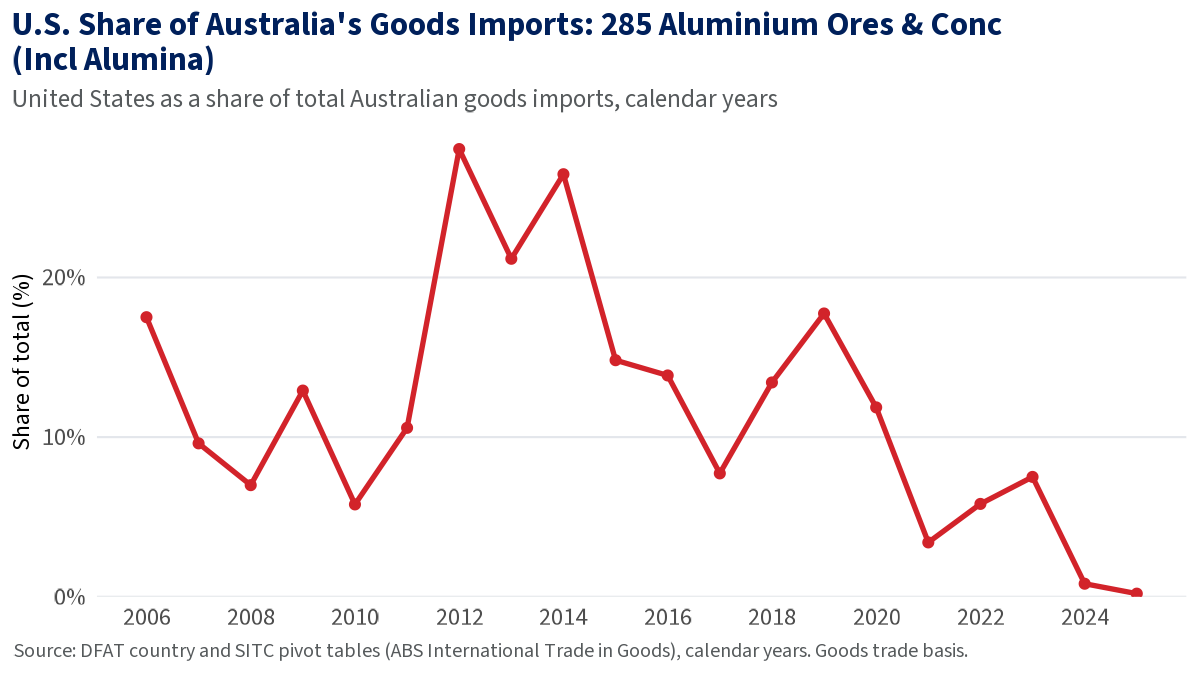 U.S. Share of Australia's Goods Imports: 285 Aluminium Ores & Conc
(Incl Alumina)
United States as a share of total Australian goods imports, calendar years
Share of total (%)
20%
10%
0%
2006 2008 2010 2012 2014 2016 2018 2020 2022 2024
Source: DFAT country and SITC pivot tables (ABS International Trade in Goods), calendar years. Goods trade basis.